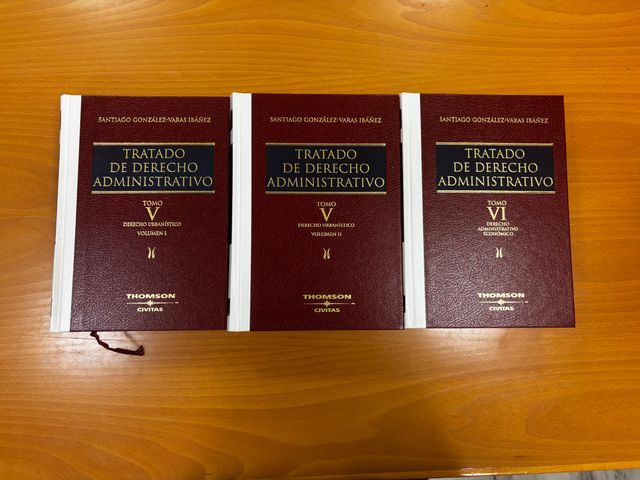 SANTIAGO GONZÁLEZ-VARAS IBÁÑEZ
TRATADO
DE DERECHO
ADMINISTRATIVO
TOMO
V
DERECHO URBANÍSTICO
VOLUMEN I
THOMSON
CIVITAS
SANTIAGO GONZÁLEZ-VARAS IBÁÑEZ
TRATADO
DE DERECHO
ADMINISTRATIVO
TOMO
V
DERECHO URBANÍSTICO
VOLUMEN II
THOMSON
CIVITAS
SANTIAGO GONZÁLEZ-VARAS IBÁÑEZ
TRATADO
DE DERECHO
ADMINISTRATIVO
TOMO
VI
DERECHO
ADMINISTRATIVO
ECONÓMICO
THOMSON
CIVITAS